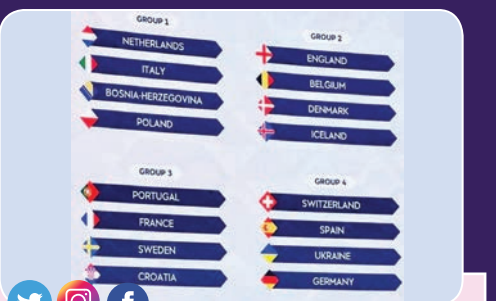 GROUP 1
NETHERLANDS
ITALY
BOSNIA-HERZEGOVINA
POLAND
GROUP 2
ENGLAND
BELGIUM
DENMARK
ICELAND
GROUP 3
PORTUGAL
FRANCE
SWEDEN
CROATIA
GROUP 4
SWITZERLAND
SPAIN
UKRAINE
GERMANY